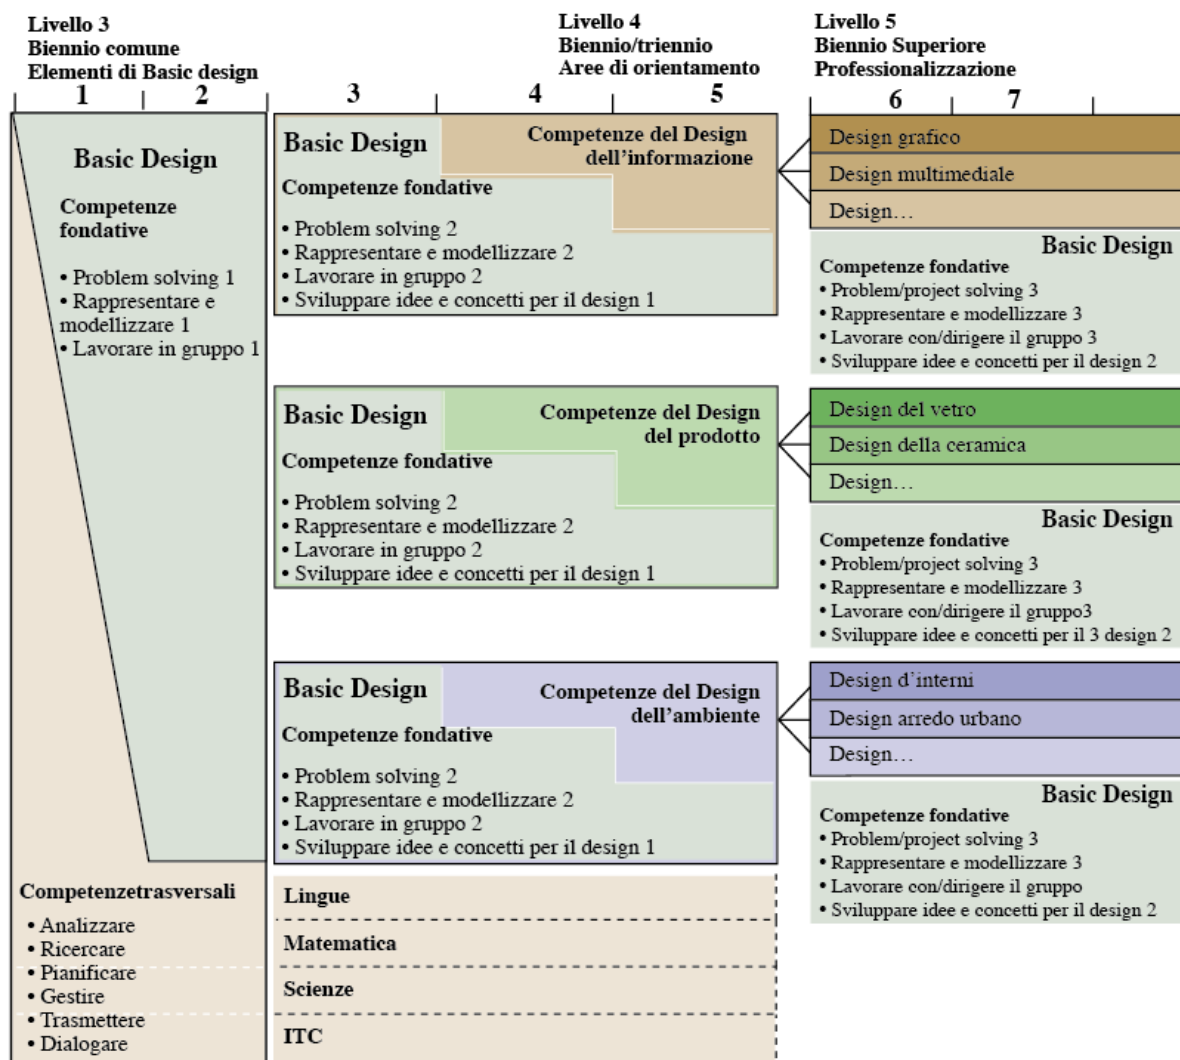 Livello 3
Biennio comune
Elementi di Basic design
1
2
Livello 4
Biennio/triennio
Aree di orientamento
3
4
5
Livello 5
Biennio Superiore
Professionalizzazione
6
7
Basic Design
Competenze
fondative
• Problem solving 1
• Rappresentare e
modellizzare 1
• Lavorare in gruppo 1
Competenzetrasversali
• Analizzare
• Ricercare
• Pianificare
• Gestire
• Trasmettere
• Dialogare
Basic Design
Competenze del Design
dell’informazione
Competenze fondative
• Problem solving 2
• Rappresentare e modellizzare 2
• Lavorare in gruppo 2
• Sviluppare idee e concetti per il design 1
Design grafico
Design multimediale
Design…
Basic Design
Competenze fondative
• Problem/project solving 3
• Rappresentare e modellizzare 3
• Lavorare con/dirigere il gruppo 3
• Sviluppare idee e concetti per il design 2
Basic Design
Competenze del Design
del prodotto
Competenze fondative
• Problem solving 2
• Rappresentare e modellizzare 2
• Lavorare in gruppo 2
• Sviluppare idee e concetti per il design 1
Design del vetro
Design della ceramica
Design…
Basic Design
Competenze fondative
• Problem/project solving 3
• Rappresentare e modellizzare 3
• Lavorare con/dirigere il gruppo3
• Sviluppare idee e concetti per il 3 design 2
Basic Design
Competenze del Design
dell’ambiente
Competenze fondative
• Problem solving 2
• Rappresentare e modellizzare 2
• Lavorare in gruppo 2
• Sviluppare idee e concetti per il design 1
Design d’interni
Design arredo urbano
Design…
Basic Design
Competenze fondative
• Problem/project solving 3
• Rappresentare e modellizzare 3
• Lavorare con/dirigere il gruppo
• Sviluppare idee e concetti per il design 2
Lingue
Matematica
Scienze
ITC